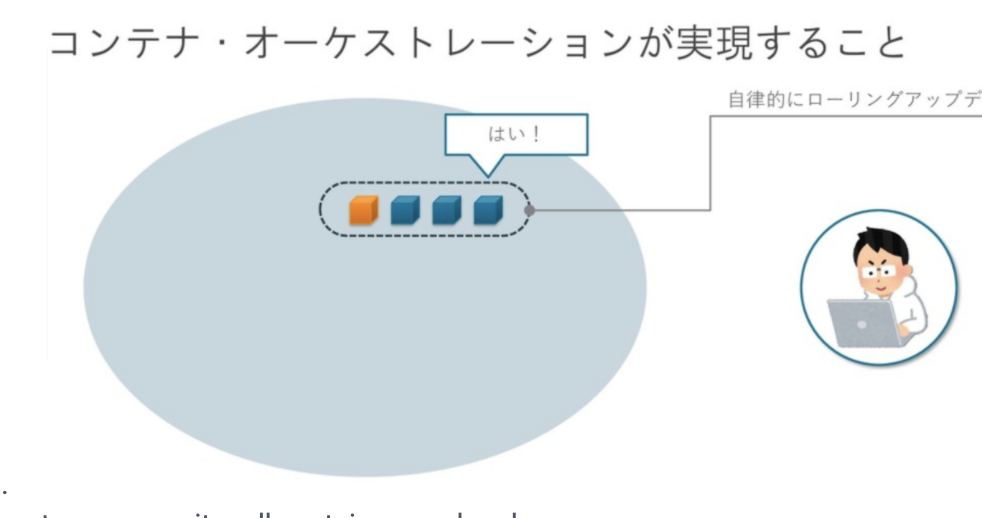 コンテナ・オーケストレーションが実現すること
自律的にローリングアップデ
はい！